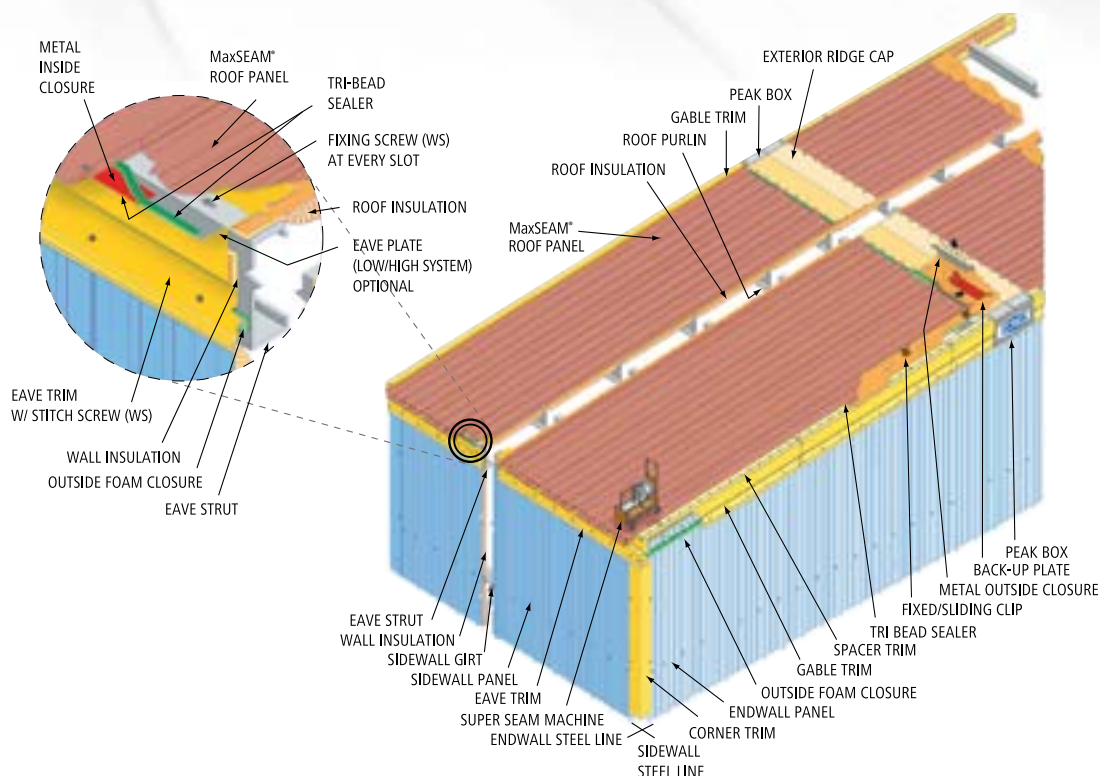 METAL
INSIDE
CLOSURE
MaxSEAM®
ROOF PANEL
TRI-BEAD
SEALER
FIXING SCREW (WS)
AT EVERY SLOT
ROOF INSULATION
EAVE PLATE
(LOW/HIGH SYSTEM)
OPTIONAL
EAVE TRIM
W/ STITCH SCREW (WS)
WALL INSULATION
OUTSIDE FOAM CLOSURE
EAVE STRUT
EXTERIOR RIDGE CAP
PEAK BOX
GABLE TRIM
ROOF PURLIN
ROOF INSULATION
MaxSEAM®
ROOF PANEL
EAVE STRUT
WALL INSULATION
SIDEWALL GIRT
SIDEWALL PANEL
EAVE TRIM
SUPER SEAM MACHINE
ENDWALL STEEL LINE
SIDEWALL
STEEL LINE
CORNER TRIM
ENDWALL PANEL
OUTSIDE FOAM CLOSURE
GABLE TRIM
SPACER TRIM
TRI BEAD SEALER
FIXED/SLIDING CLIP
METAL OUTSIDE CLOSURE
BACK-UP PLATE
PEAK BOX